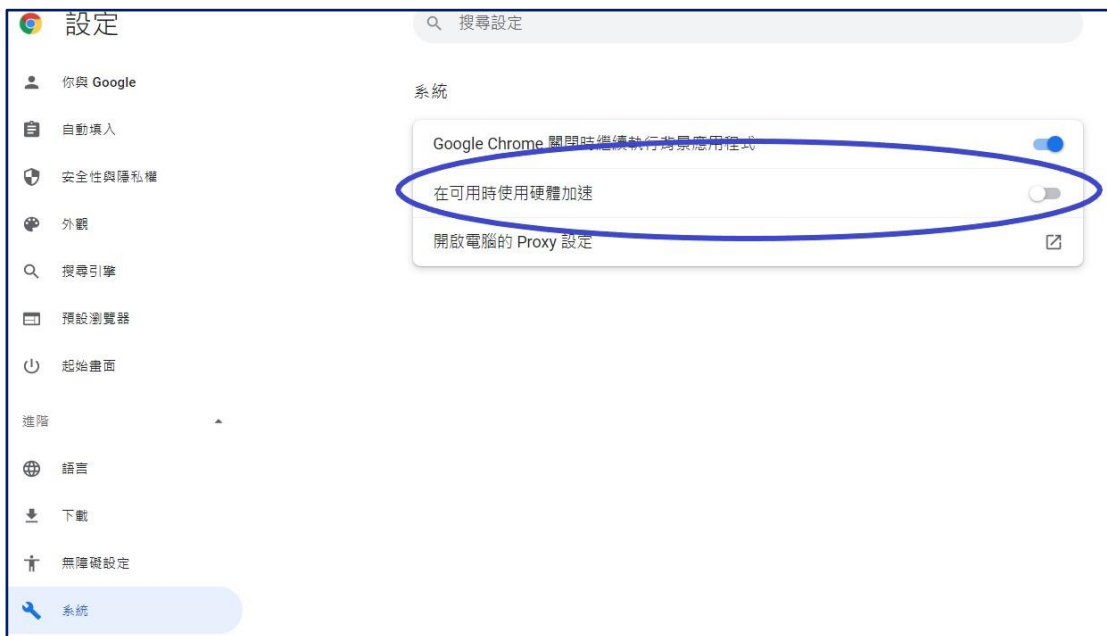 設定
搜尋設定
你與 Google
自動填入
安全性與隱私權
外觀
搜尋引擎
預設瀏覽器
起始畫面
進階
語言
下載
無障礙設定
系統
系統
Google Chrome 關閉時繼續執行背景應用程式
在可用時使用硬體加速
開啟電腦的 Proxy 設定